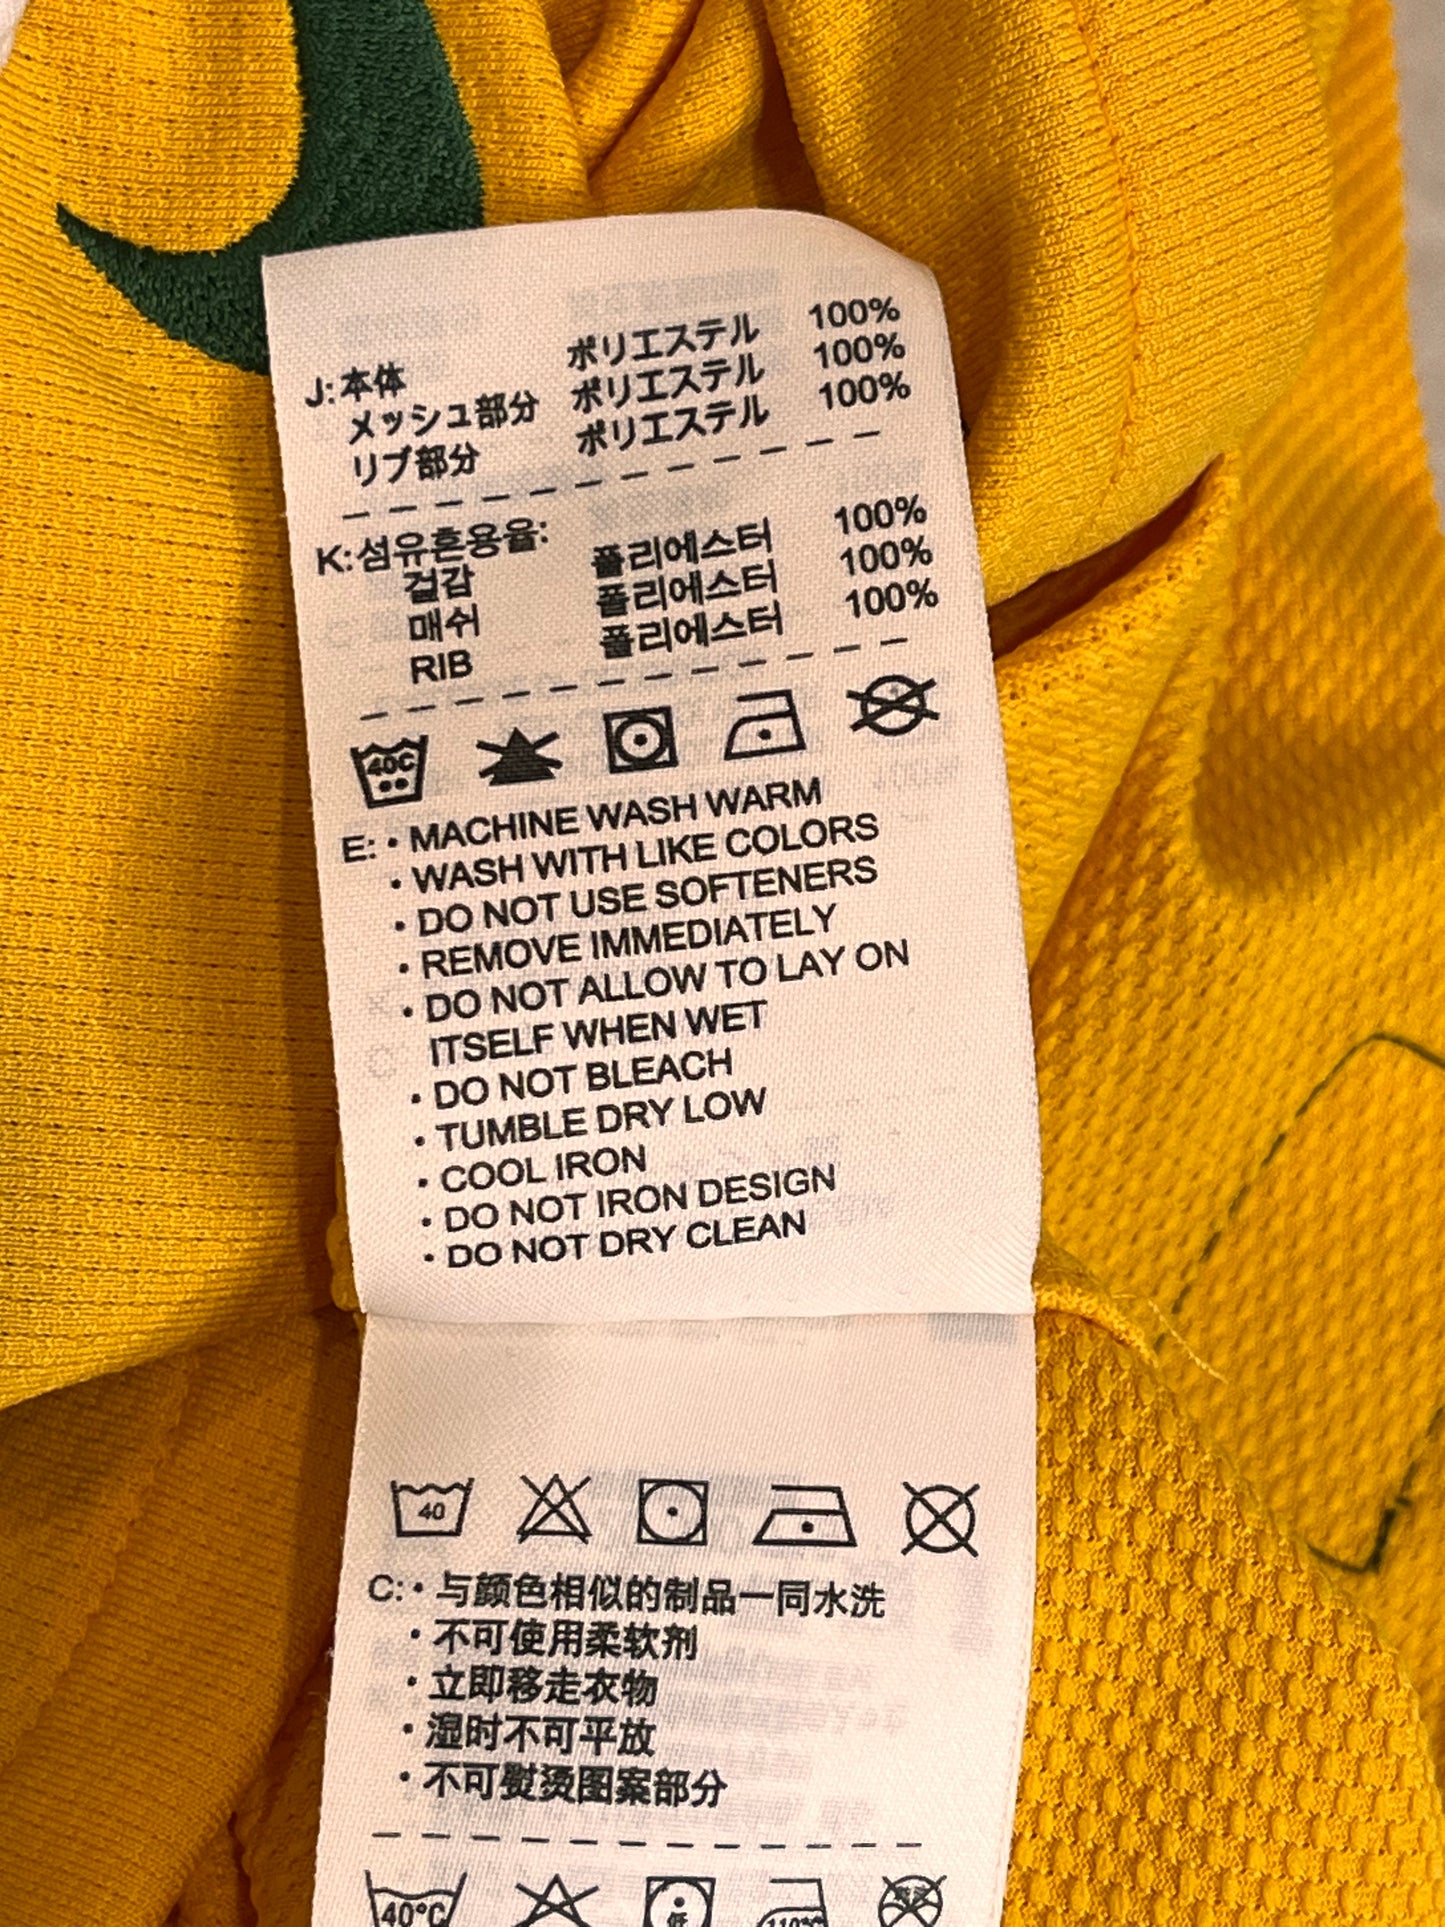 J: 本体 ポリエステル 100%
メッシュ部分 ポリエステル 100%
リブ部分 ポリエステル 100%
K: 섬유혼용율:
겉감 폴리에스터 100%
매쉬 폴리에스터 100%
RIB 폴리에스터 100%
40C
E: • MACHINE WASH WARM
• WASH WITH LIKE COLORS
• DO NOT USE SOFTENERS
• REMOVE IMMEDIATELY
• DO NOT ALLOW TO LAY ON
ITSELF WHEN WET
• DO NOT BLEACH
• TUMBLE DRY LOW
• COOL IRON
• DO NOT IRON DESIGN
• DO NOT DRY CLEAN
40
C: • 与颜色相似的制品一同水洗
• 不可使用柔软剂
• 立即移走衣物
• 湿时不可平放
• 不可熨烫图案部分
40°C 低 110°C